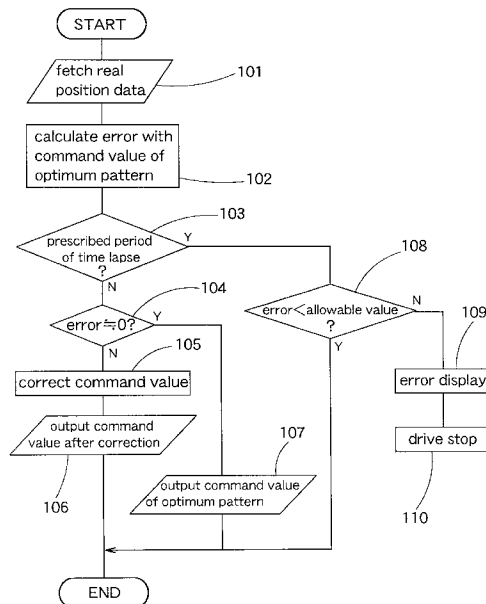 START
fetch real
position data
101
calculate error with
command value of
optimum pattern
102
103
prescribed period
of time lapse
?
Y
N
104
error≒0?
Y
N
105
correct command value
output command
value after correction
106
107
output command value
of optimum pattern
108
error<allowable value
?
N
Y
109
error display
drive stop
110
END